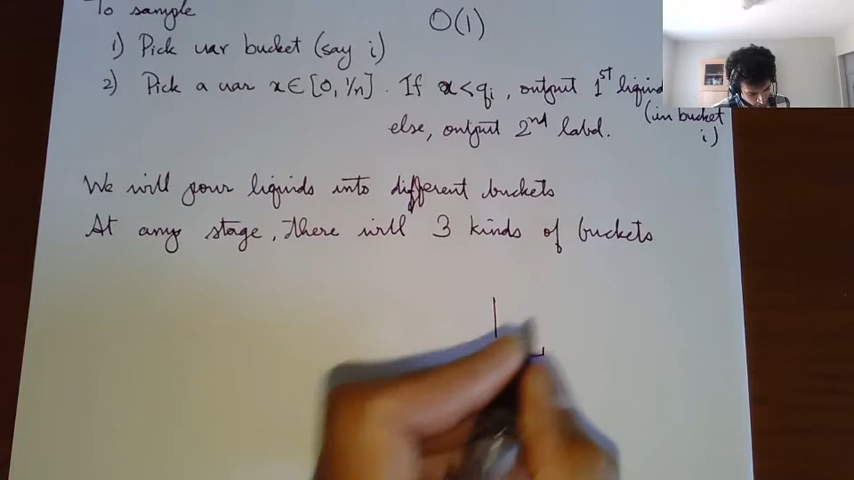 To sample
O(1)
1) Pick uar bucket (say i)
2) Pick a uar x∈[0, 1/n]. If x<qi, output 1st liquid
(in bucket i)
else, output 2nd label.
We will pour liquids into different buckets
At any stage, there will 3 kinds of buckets